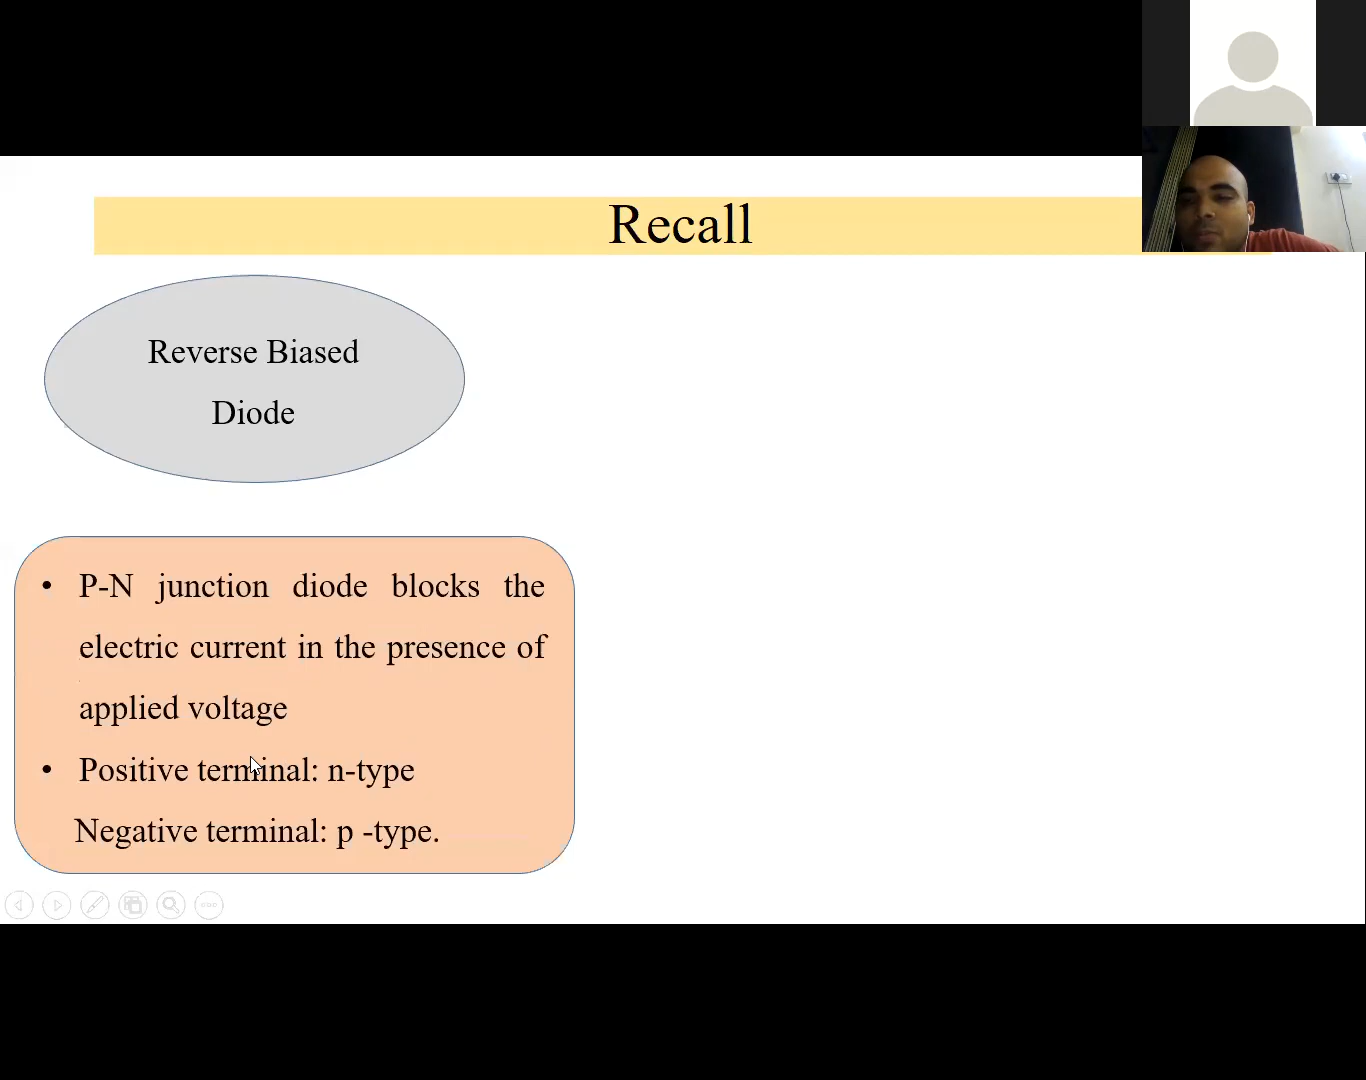 Recall
Reverse Biased
Diode
• P-N junction diode blocks the
electric current in the presence of
applied voltage
• Positive terminal: n-type
Negative terminal: p -type.